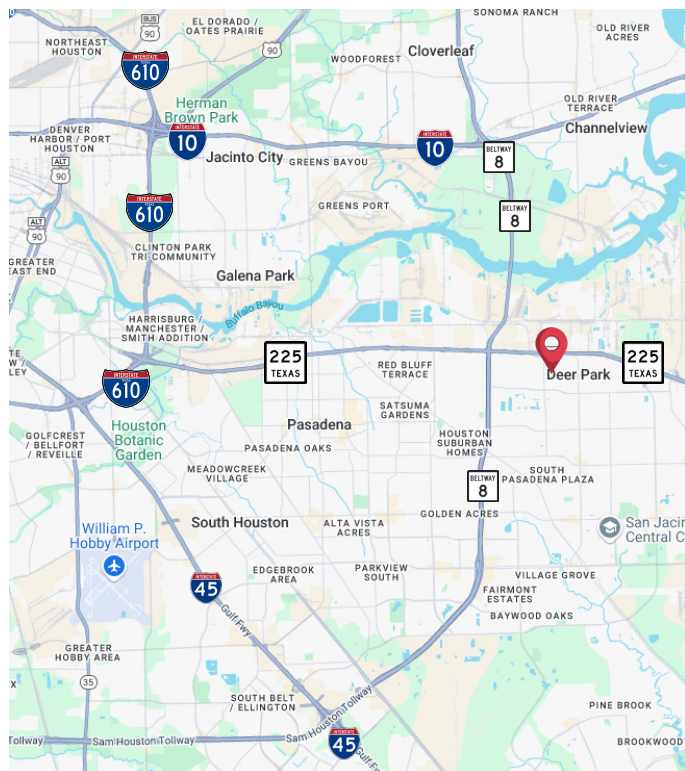 SONOMA RANCH
EL DORADO /
OATES PRAIRIE
BUS
90
OLD RIVER
ACRES
NORTHEAST
HOUSTON
90
Cloverleaf
WOODFOREST
INTERSTATE
610
Herman
Brown Park
OLD RIVER
TERRACE
DENVER
HARBOR / PORT
HOUSTON
INTERSTATE
10
INTERSTATE
10
Channelview
Jacinto City
GREENS BAYOU
BELTWAY
8
ALT
90
INTERSTATE
610
GREENS PORT
BELTWAY
8
ALT
90
CLINTON PARK
TRI-COMMUNITY
GREATER
EAST END
Galena Park
Buffalo Bayou
HARRISBURG /
MANCHESTER /
SMITH ADDITION
225
TEXAS
RED BLUFF
TERRACE
Deer Park
225
TEXAS
INTERSTATE
610
SATSUMA
GARDENS
Houston
Botanic
Garden
Pasadena
GOLFCREST
/ BELLFORT
/ REVEILLE
PASADENA OAKS
HOUSTON
SUBURBAN
HOMES
MEADOWCREEK
VILLAGE
SOUTH
PASADENA PLAZA
BELTWAY
8
GOLDEN ACRES
South Houston
ALTA VISTA
ACRES
San Jacin
Central C
William P.
Hobby Airport
EDGEBROOK
AREA
PARKVIEW
SOUTH
VILLAGE GROVE
INTERSTATE
45
Gulf Fwy
FAIRMONT
ESTATES
BAYWOOD OAKS
GREATER
HOBBY AREA
35
SOUTH BELT
/ ELLINGTON
Sam Houston Tollway
PINE BROOK
Tollway
Sam Houston Tollway
INTERSTATE
45
Gulf F
BROOKWOOD